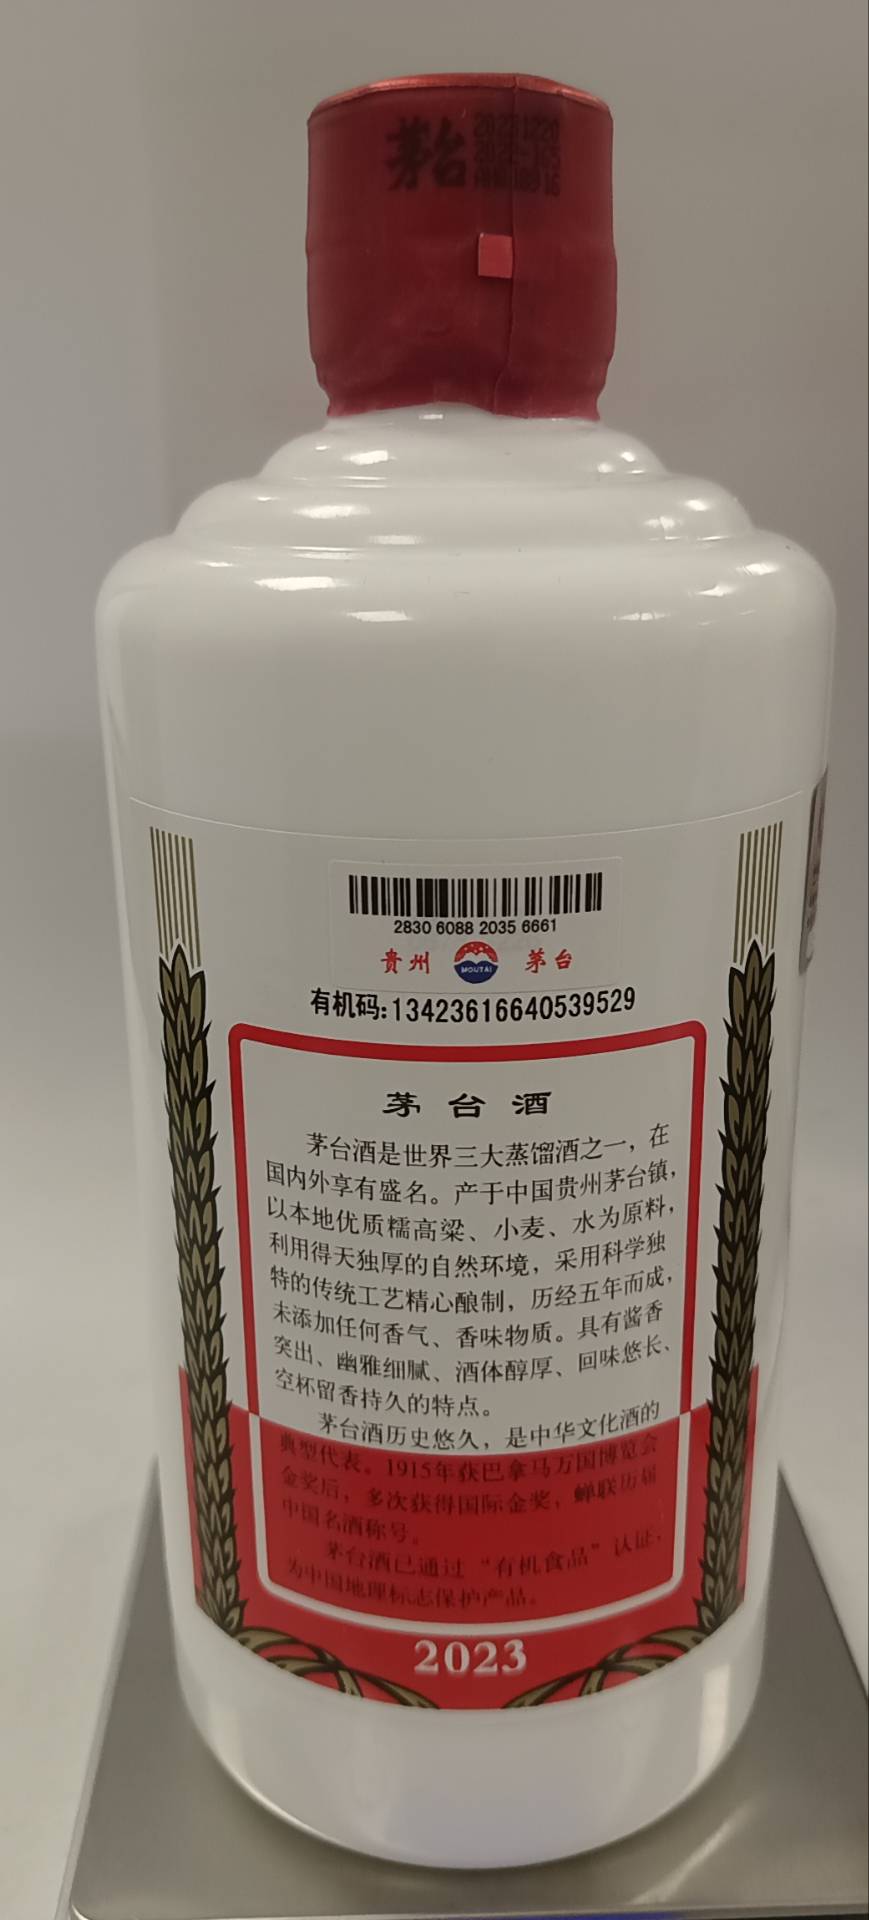 茅台
20231220
2830 6088 2035 6661
贵州 MOUTAI 茅台
有机码:13423616640539529
茅台酒
茅台酒是世界三大蒸馏酒之一，在
国内外享有盛名。产于中国贵州茅台镇，
以本地优质糯高粱、小麦、水为原料，
利用得天独厚的自然环境，采用科学独
特的传统工艺精心酿制，历经五年而成，
未添加任何香气、香味物质。具有酱香
突出、幽雅细腻、酒体醇厚、回味悠长、
空杯留香持久的特点。
茅台酒历史悠久，是中华文化酒的
典型代表。1915年获巴拿马万国博览会
金奖后，多次获得国际金奖，蝉联历届
中国名酒称号。
茅台酒已通过“有机食品”认证，
为中国地理标志保护产品。
2023